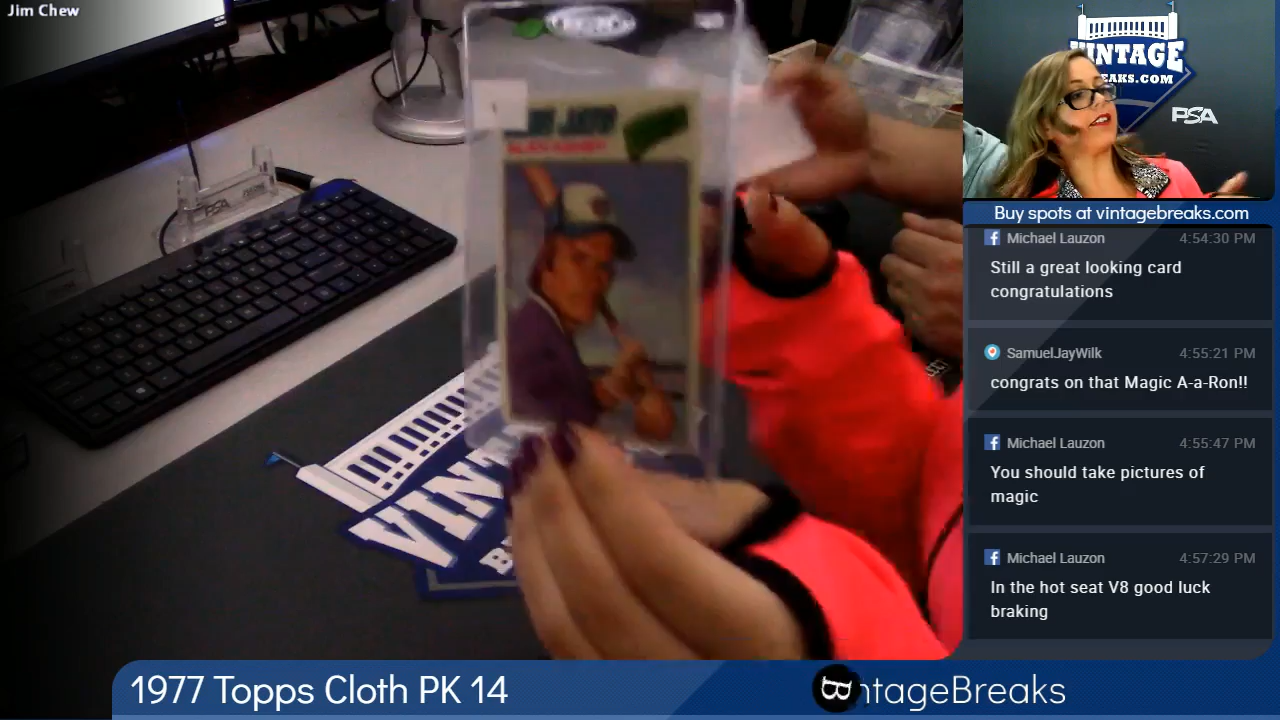 Jim Chew
VINTAGE
BREAKS.COM
PSA
Buy spots at vintagebreaks.com
Michael Lauzon 4:54:30 PM
Still a great looking card
congratulations
SamuelJayWilk 4:55:21 PM
congrats on that Magic A-a-Ron!!
Michael Lauzon 4:55:47 PM
You should take pictures of
magic
Michael Lauzon 4:57:29 PM
In the hot seat V8 good luck
braking
PSA
VINT
1977 Topps Cloth PK 14
ntageBreaks